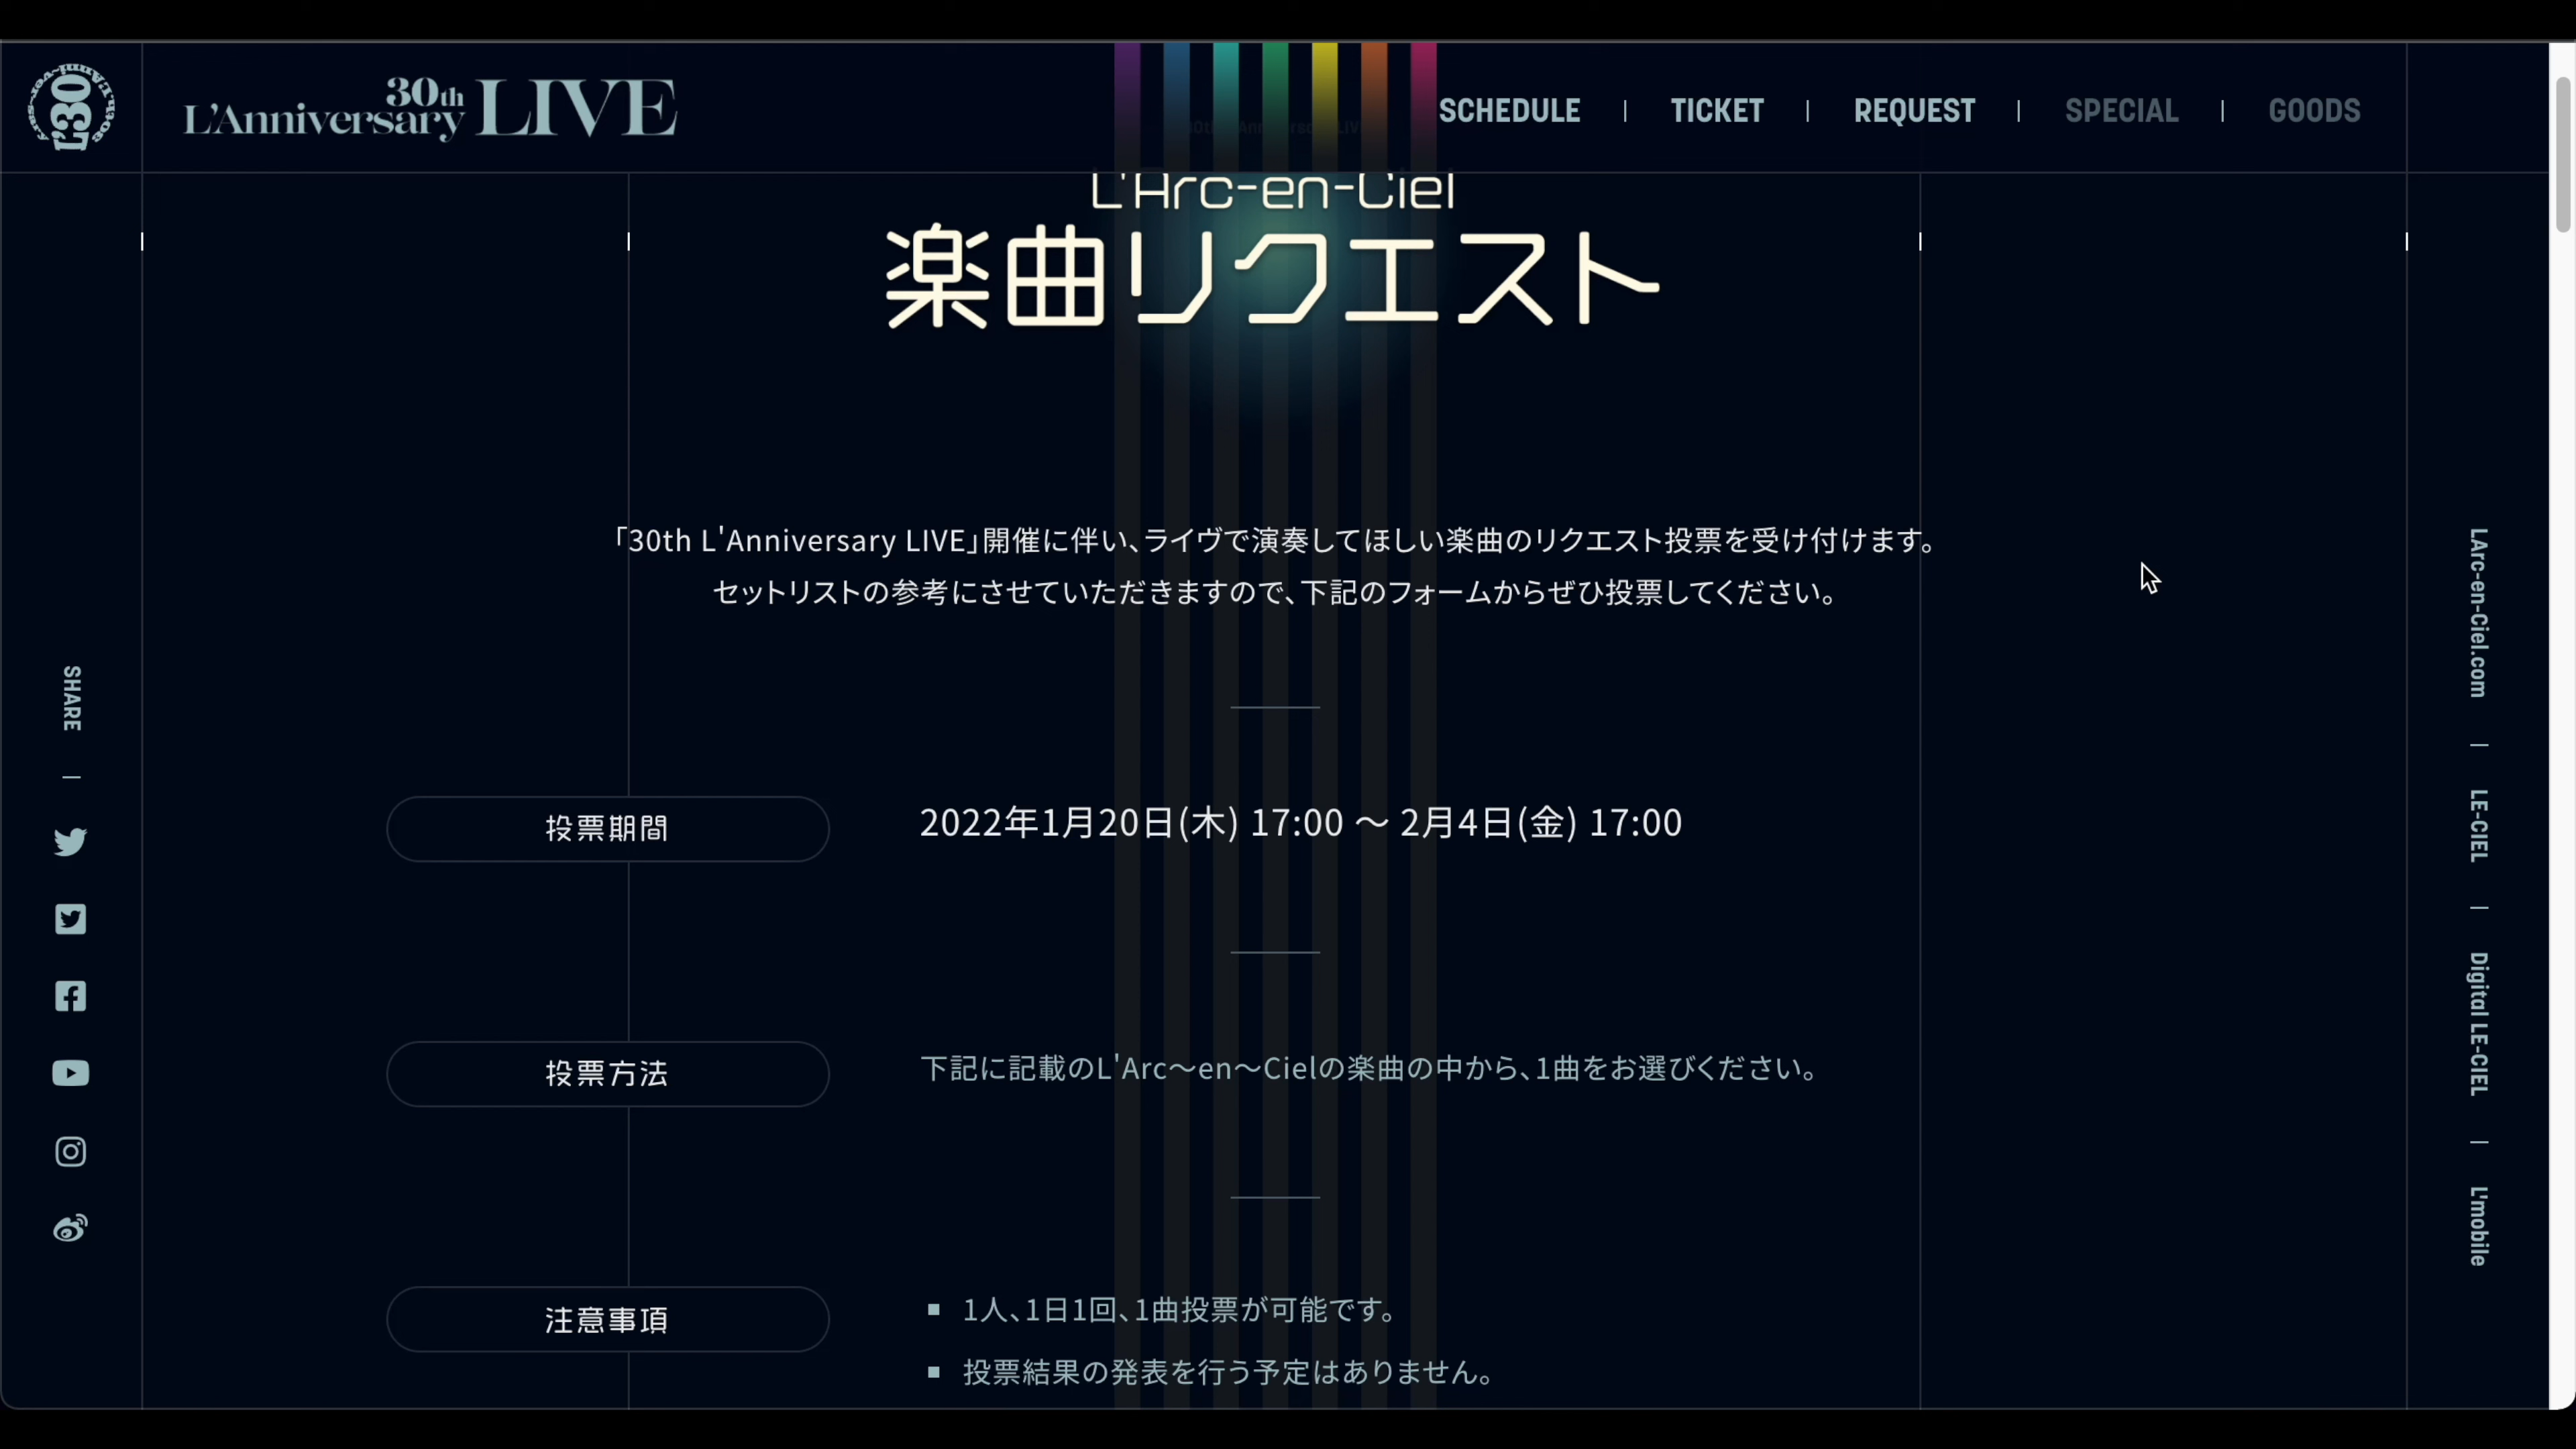 L'30
L'Anniversary
30th L'Anniversary LIVE
SCHEDULE
TICKET
REQUEST
SPECIAL
GOODS
L'Arc-en-Ciel
楽曲リクエスト
「30th L'Anniversary LIVE」開催に伴い、ライヴで演奏してほしい楽曲のリクエスト投票を受け付けます。
セットリストの参考にさせていただきますので、下記のフォームからぜひ投票してください。
投票期間
2022年1月20日(木) 17:00 〜 2月4日(金) 17:00
投票方法
下記に記載のL'Arc〜en〜Cielの楽曲の中から、1曲をお選びください。
注意事項
1人、1日1回、1曲投票が可能です。
投票結果の発表を行う予定はありません。
SHARE
LArc-en-Ciel.com
LE-CIEL
Digital LE-CIEL
L'mobile